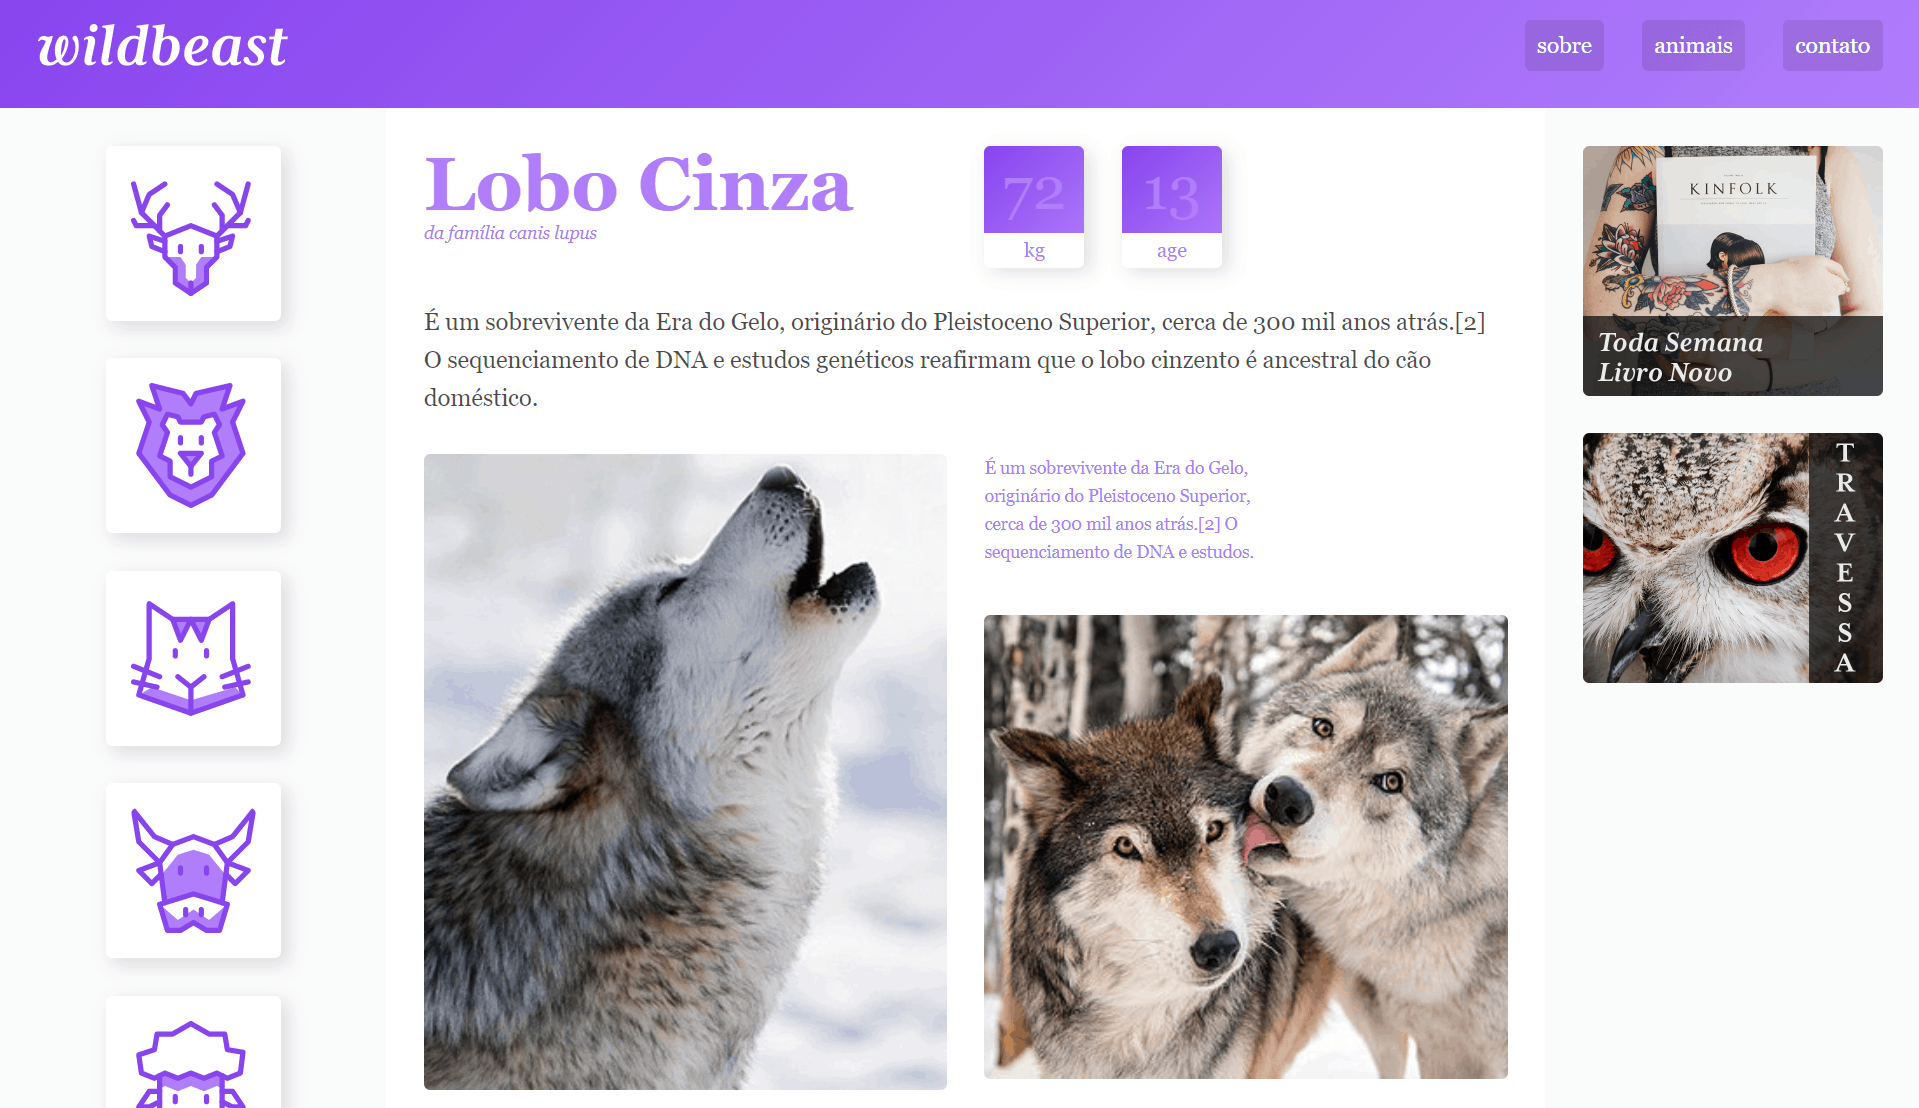 wildbeast
sobre
animais
contato
Lobo Cinza
da família canis lupus
72
kg
13
age
É um sobrevivente da Era do Gelo, originário do Pleistoceno Superior, cerca de 300 mil anos atrás.[2]
O sequenciamento de DNA e estudos genéticos reafirmam que o lobo cinzento é ancestral do cão
doméstico.
É um sobrevivente da Era do Gelo,
originário do Pleistoceno Superior,
cerca de 300 mil anos atrás.[2] O
sequenciamento de DNA e estudos.
KINFOLK
Toda Semana
Livro Novo
TRAVESSA